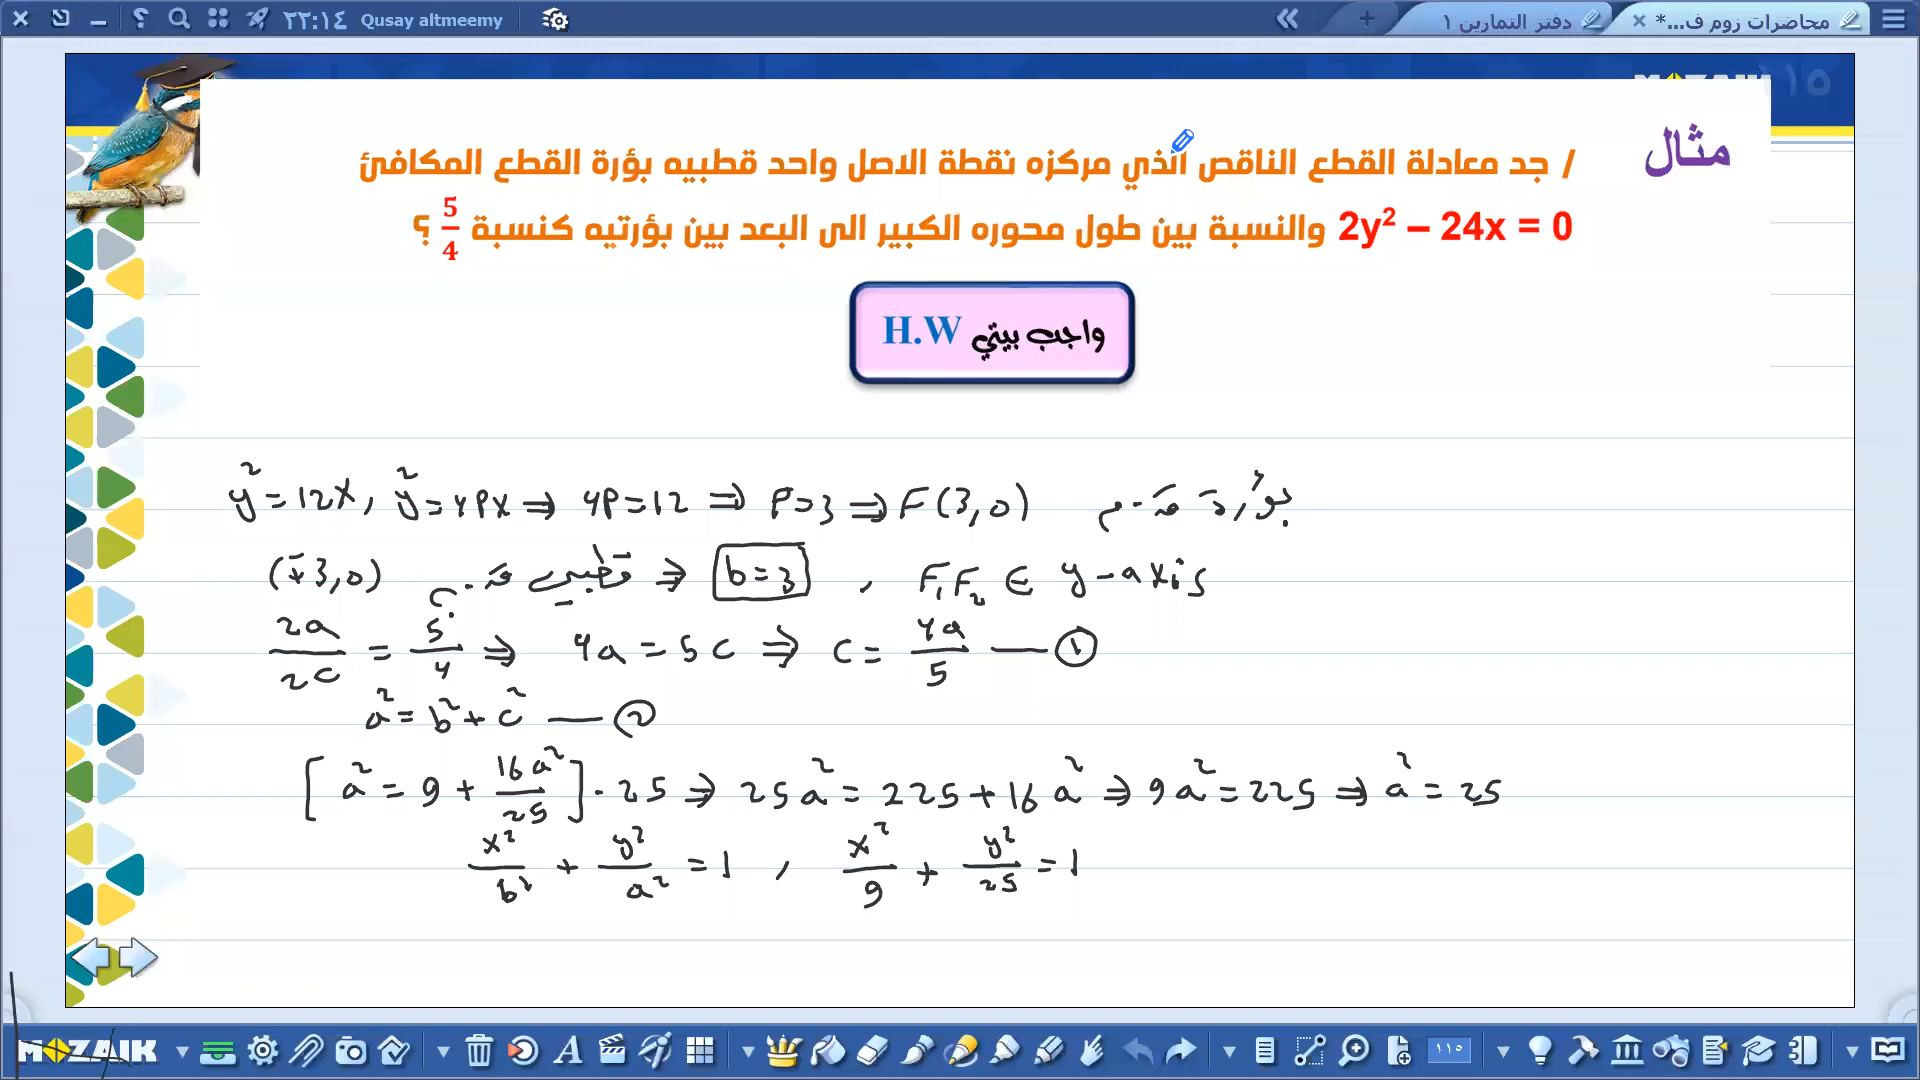 ٢٣:١٤ Qusay altmeemy
دفتر التمارين ١
محاضرات زوم ف...*
١١٥
مثال
/ جد معادلة القطع الناقص الذي مركزه نقطة الاصل واحد قطبيه بؤرة القطع المكافئ
2y² – 24x = 0 والنسبة بين طول محوره الكبير الى البعد بين بؤرتيه كنسبة 5/4 ؟
واجب بيتي H.W
y² = 12x , y² = 4px ⇒ 4P = 12 ⇒ P = 3 ⇒ F(3,0) بؤرة ق.م
(∓3,0) قطبي ق.ن ⇒ b = 3 , F₁F₂ ∈ y-axis
2a/2c = 5/4 ⇒ 4a = 5c ⇒ c = 4a/5 — ①
a² = b² + c² — ②
[a² = 9 + 16a²/25] · 25 ⇒ 25a² = 225 + 16a² ⇒ 9a² = 225 ⇒ a² = 25
x²/b² + y²/a² = 1 , x²/9 + y²/25 = 1
MOZAIK
١١٥